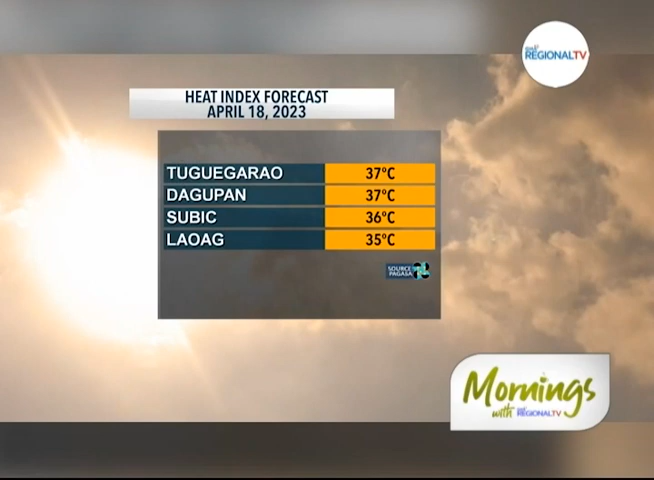 REGIONALTV
HEAT INDEX FORECAST
APRIL 18, 2023
TUGUEGARAO 37°C
DAGUPAN 37°C
SUBIC 36°C
LAOAG 35°C
SOURCE
PAGASA
Mornings
with REGIONALTV